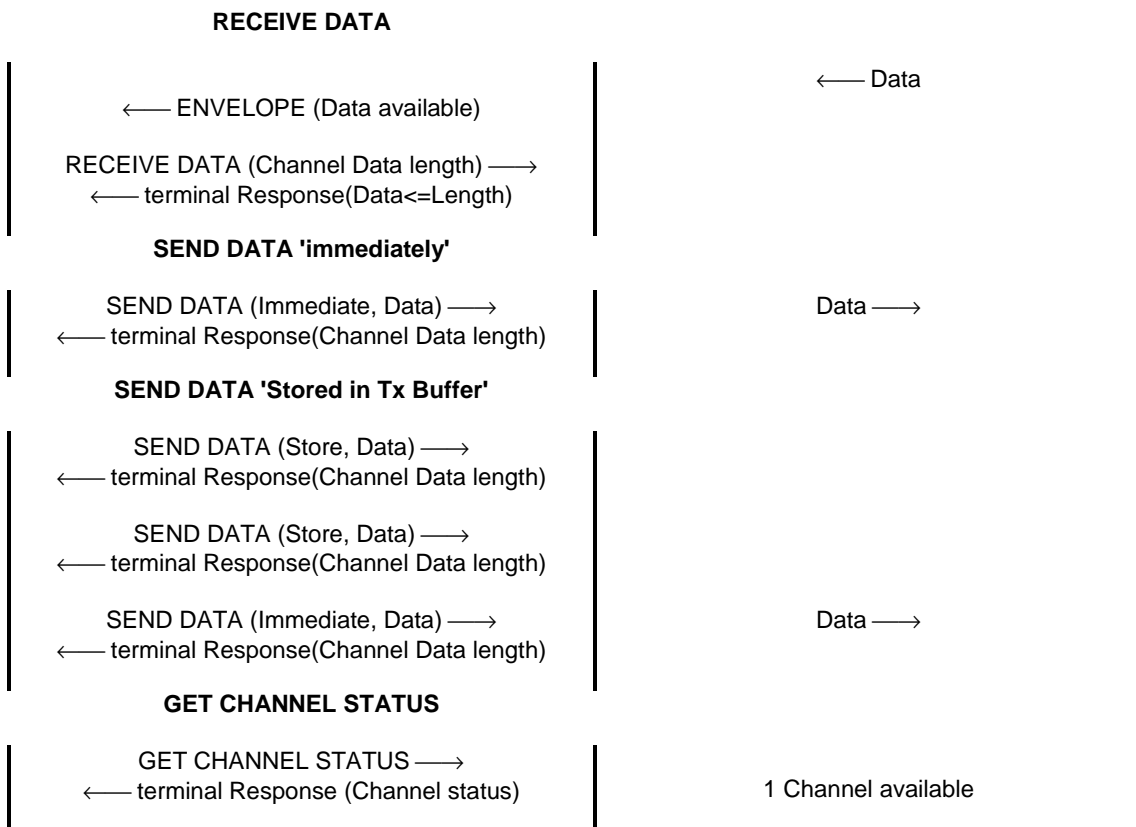 RECEIVE DATA
← Data
← ENVELOPE (Data available)
RECEIVE DATA (Channel Data length) →
← terminal Response(Data<=Length)
SEND DATA 'immediately'
SEND DATA (Immediate, Data) → Data →
← terminal Response(Channel Data length)
SEND DATA 'Stored in Tx Buffer'
SEND DATA (Store, Data) →
← terminal Response(Channel Data length)
SEND DATA (Store, Data) →
← terminal Response(Channel Data length)
SEND DATA (Immediate, Data) → Data →
← terminal Response(Channel Data length)
GET CHANNEL STATUS
GET CHANNEL STATUS →
← terminal Response (Channel status) 1 Channel available